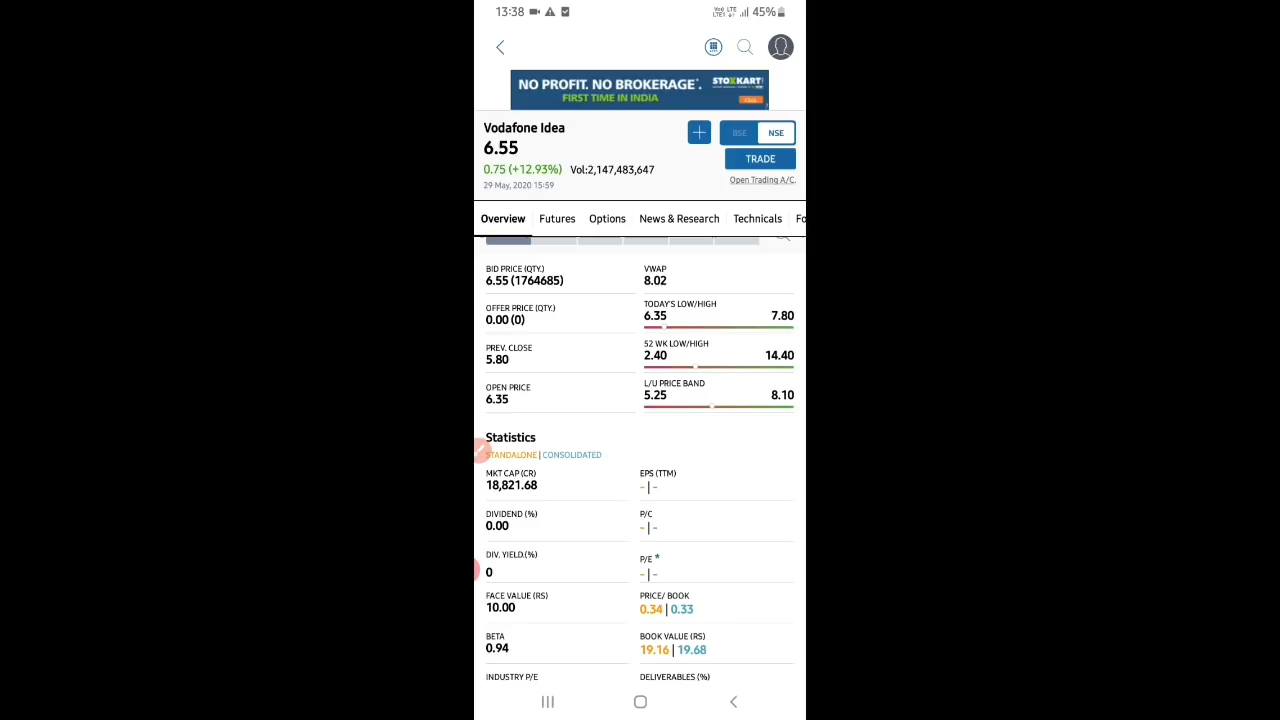 13:38 45%
NO PROFIT. NO BROKERAGE*. STOXKART
FIRST TIME IN INDIA
Vodafone Idea
BSE NSE
6.55
TRADE
0.75 (+12.93%) Vol:2,147,483,647
Open Trading A/C.
29 May, 2020 15:59
Overview Futures Options News & Research Technicals Fo
BID PRICE (QTY.) VWAP
6.55 (1764685) 8.02
OFFER PRICE (QTY.) TODAY'S LOW/HIGH
0.00 (0) 6.35 7.80
PREV. CLOSE 52 WK LOW/HIGH
5.80 2.40 14.40
OPEN PRICE L/U PRICE BAND
6.35 5.25 8.10
Statistics
STANDALONE | CONSOLIDATED
MKT CAP (CR) EPS (TTM)
18,821.68 - | -
DIVIDEND (%) P/C
0.00 - | -
DIV. YIELD.(%) P/E *
0 - | -
FACE VALUE (RS) PRICE/ BOOK
10.00 0.34 | 0.33
BETA BOOK VALUE (RS)
0.94 19.16 | 19.68
INDUSTRY P/E DELIVERABLES (%)